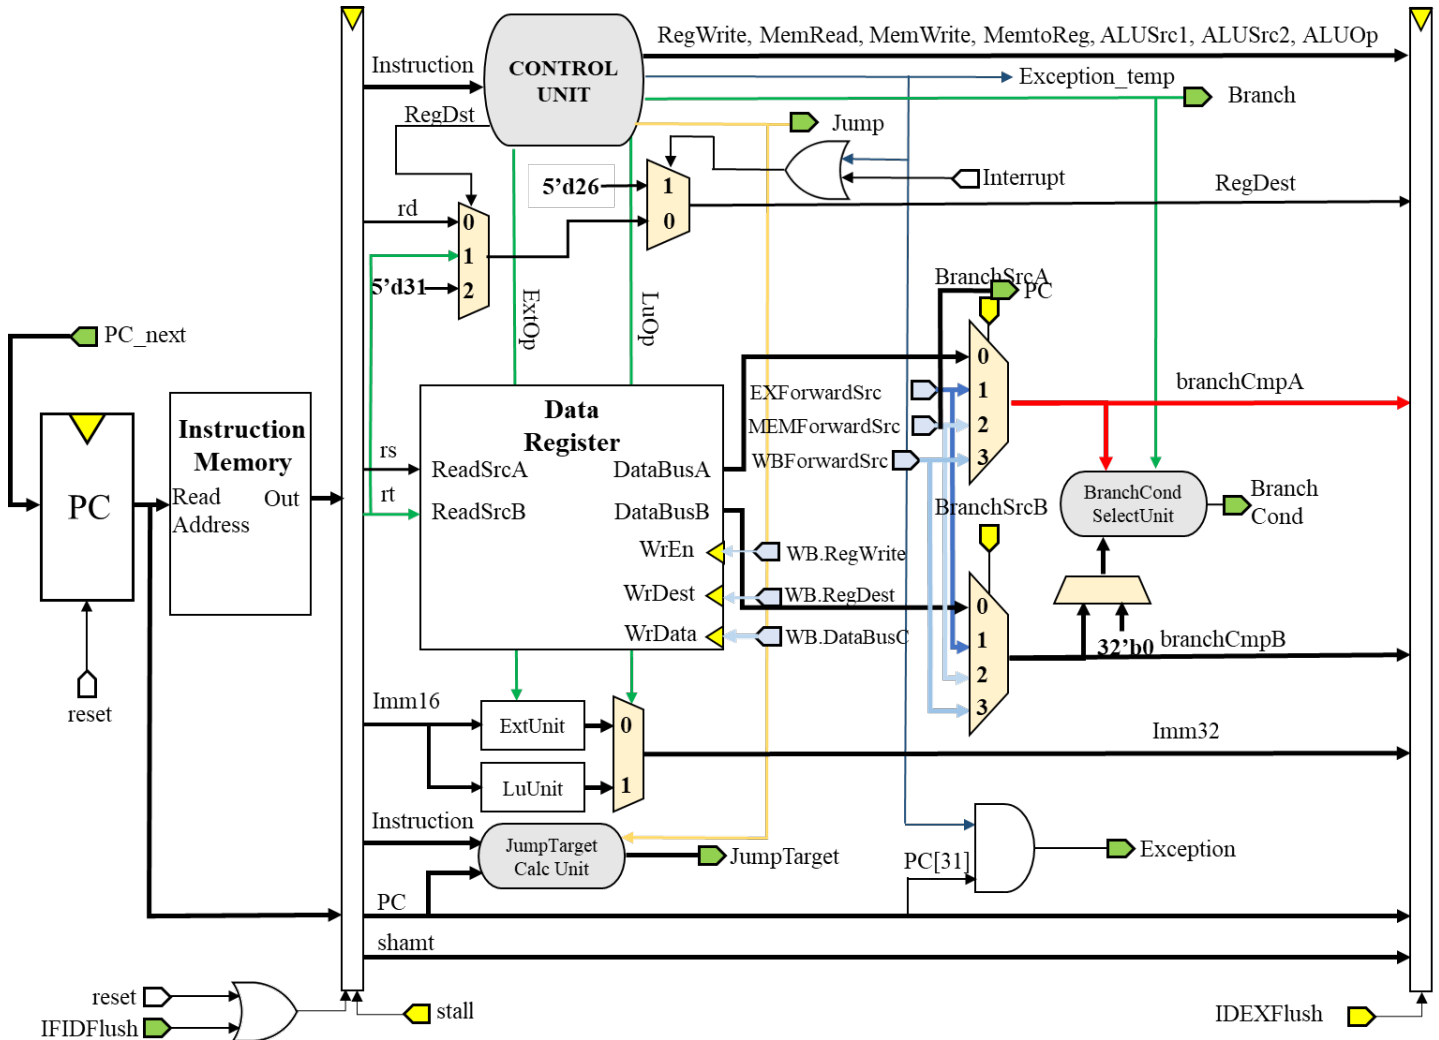 RegWrite, MemRead, MemWrite, MemtoReg, ALUSrc1, ALUSrc2, ALUOp
Instruction
CONTROL
UNIT
Exception_temp
Branch
RegDst
Jump
5'd26
1
0
Interrupt
RegDest
rd
0
1
2
5'd31
ExtOp
LuOp
BranchSrcA
PC
PC_next
0
1
2
3
EXForwardSrc
MEMForwardSrc
WBForwardSrc
branchCmpA
Data
Register
Instruction
Memory
Read
Address
Out
PC
rs
ReadSrcA
DataBusA
rt
ReadSrcB
DataBusB
BranchSrcB
BranchCond
SelectUnit
Branch
Cond
WrEn
WB.RegWrite
WrDest
WB.RegDest
WrData
WB.DataBusC
0
1
2
3
32'b0
branchCmpB
reset
Imm16
ExtUnit
0
LuUnit
1
Imm32
Instruction
JumpTarget
Calc Unit
JumpTarget
PC[31]
Exception
PC
shamt
reset
IFIDFlush
stall
IDEXFlush